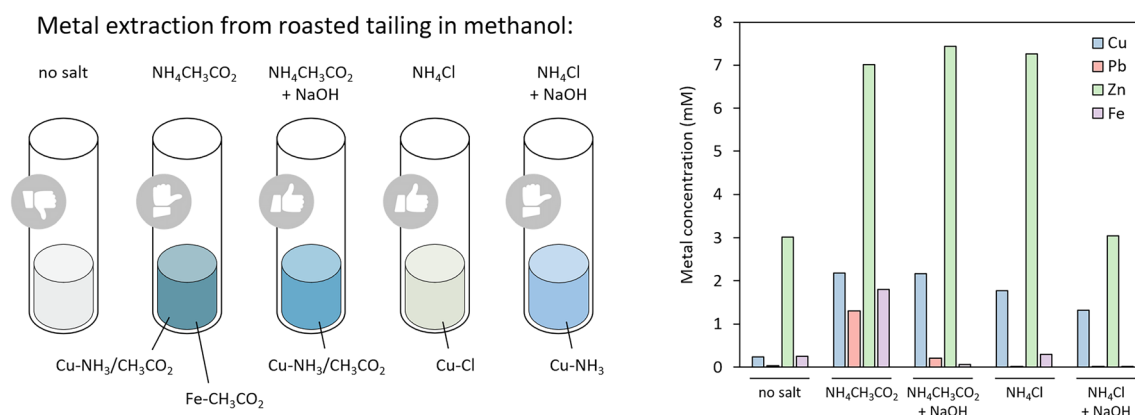 Metal extraction from roasted tailing in methanol:
no salt
NH₄CH₃CO₂
NH₄CH₃CO₂
+ NaOH
NH₄Cl
NH₄Cl
+ NaOH
Cu-NH₃/CH₃CO₂
Fe-CH₃CO₂
Cu-NH₃/CH₃CO₂
Cu-Cl
Cu-NH₃
Metal concentration (mM)
8
7
6
5
4
3
2
1
0
Cu
Pb
Zn
Fe
no salt
NH₄CH₃CO₂
NH₄CH₃CO₂
+ NaOH
NH₄Cl
NH₄Cl
+ NaOH